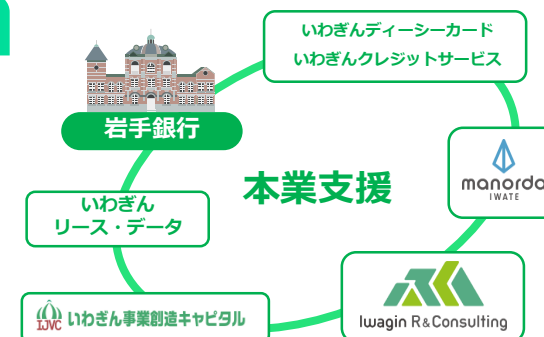 いわぎんディーシーカード
いわぎんクレジットサービス
岩手銀行
本業支援
manordo
IWATE
いわぎん
リース・データ
IJVC いわぎん事業創造キャピタル
Iwagin R&Consulting